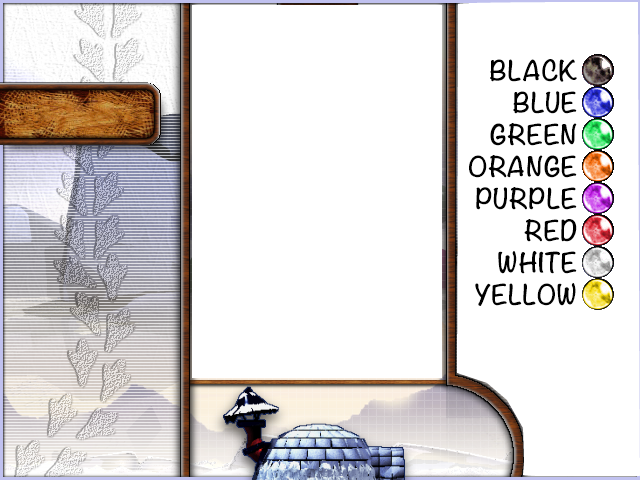 BLACK
BLUE
GREEN
ORANGE
PURPLE
RED
WHITE
YELLOW